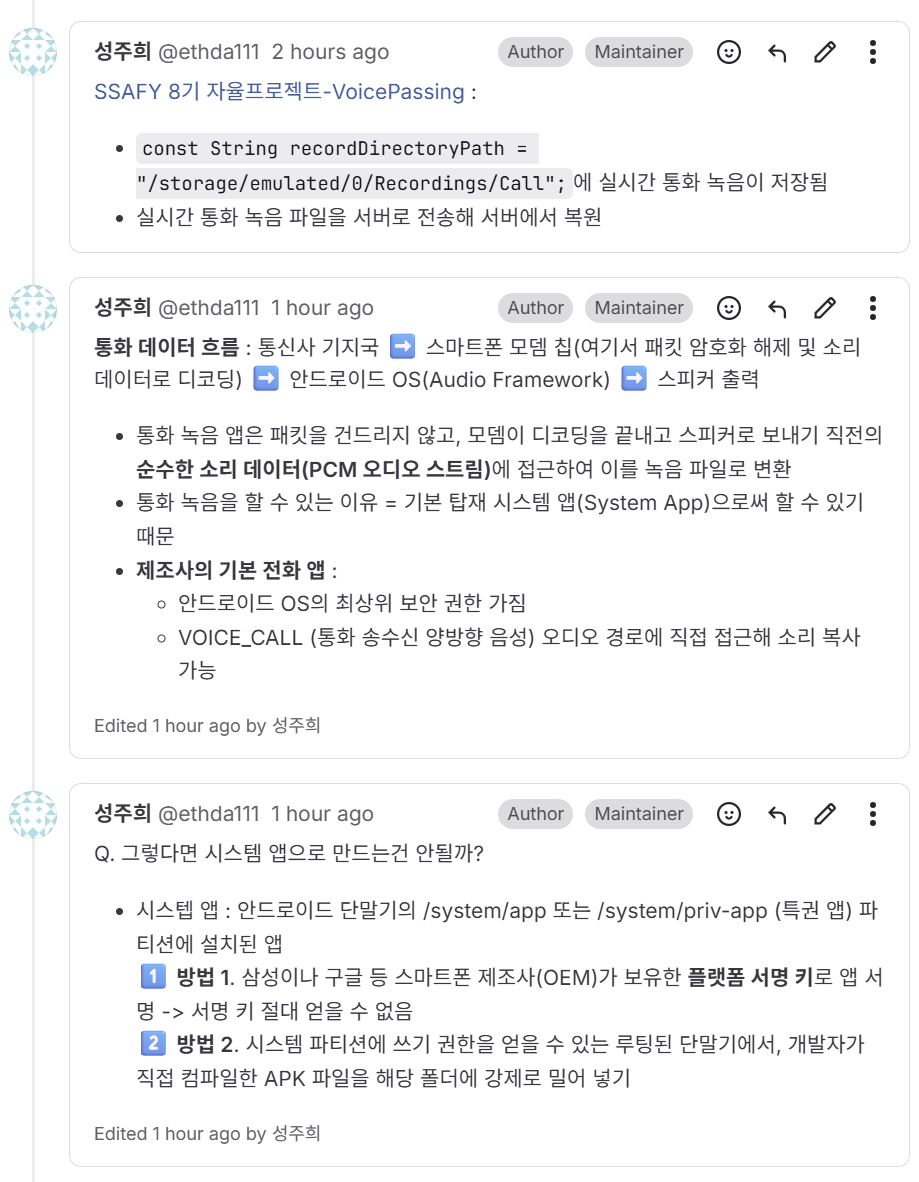 성주희 @ethda111 2 hours ago Author Maintainer
SSAFY 8기 자율프로젝트-VoicePassing :
• const String recordDirectoryPath =
"/storage/emulated/0/Recordings/Call"; 에 실시간 통화 녹음이 저장됨
• 실시간 통화 녹음 파일을 서버로 전송해 서버에서 복원
성주희 @ethda111 1 hour ago Author Maintainer
통화 데이터 흐름 : 통신사 기지국 ➡️ 스마트폰 모뎀 칩(여기서 패킷 암호화 해제 및 소리
데이터로 디코딩) ➡️ 안드로이드 OS(Audio Framework) ➡️ 스피커 출력
• 통화 녹음 앱은 패킷을 건드리지 않고, 모뎀이 디코딩을 끝내고 스피커로 보내기 직전의
순수한 소리 데이터(PCM 오디오 스트림)에 접근하여 이를 녹음 파일로 변환
• 통화 녹음을 할 수 있는 이유 = 기본 탑재 시스템 앱(System App)으로써 할 수 있기
때문
• 제조사의 기본 전화 앱 :
◦ 안드로이드 OS의 최상위 보안 권한 가짐
◦ VOICE_CALL (통화 송수신 양방향 음성) 오디오 경로에 직접 접근해 소리 복사
가능
Edited 1 hour ago by 성주희
성주희 @ethda111 1 hour ago Author Maintainer
Q. 그렇다면 시스템 앱으로 만드는건 안될까?
• 시스텝 앱 : 안드로이드 단말기의 /system/app 또는 /system/priv-app (특권 앱) 파
티션에 설치된 앱
1️⃣ 방법 1. 삼성이나 구글 등 스마트폰 제조사(OEM)가 보유한 플랫폼 서명 키로 앱 서
명 -> 서명 키 절대 얻을 수 없음
2️⃣ 방법 2. 시스템 파티션에 쓰기 권한을 얻을 수 있는 루팅된 단말기에서, 개발자가
직접 컴파일한 APK 파일을 해당 폴더에 강제로 밀어 넣기
Edited 1 hour ago by 성주희